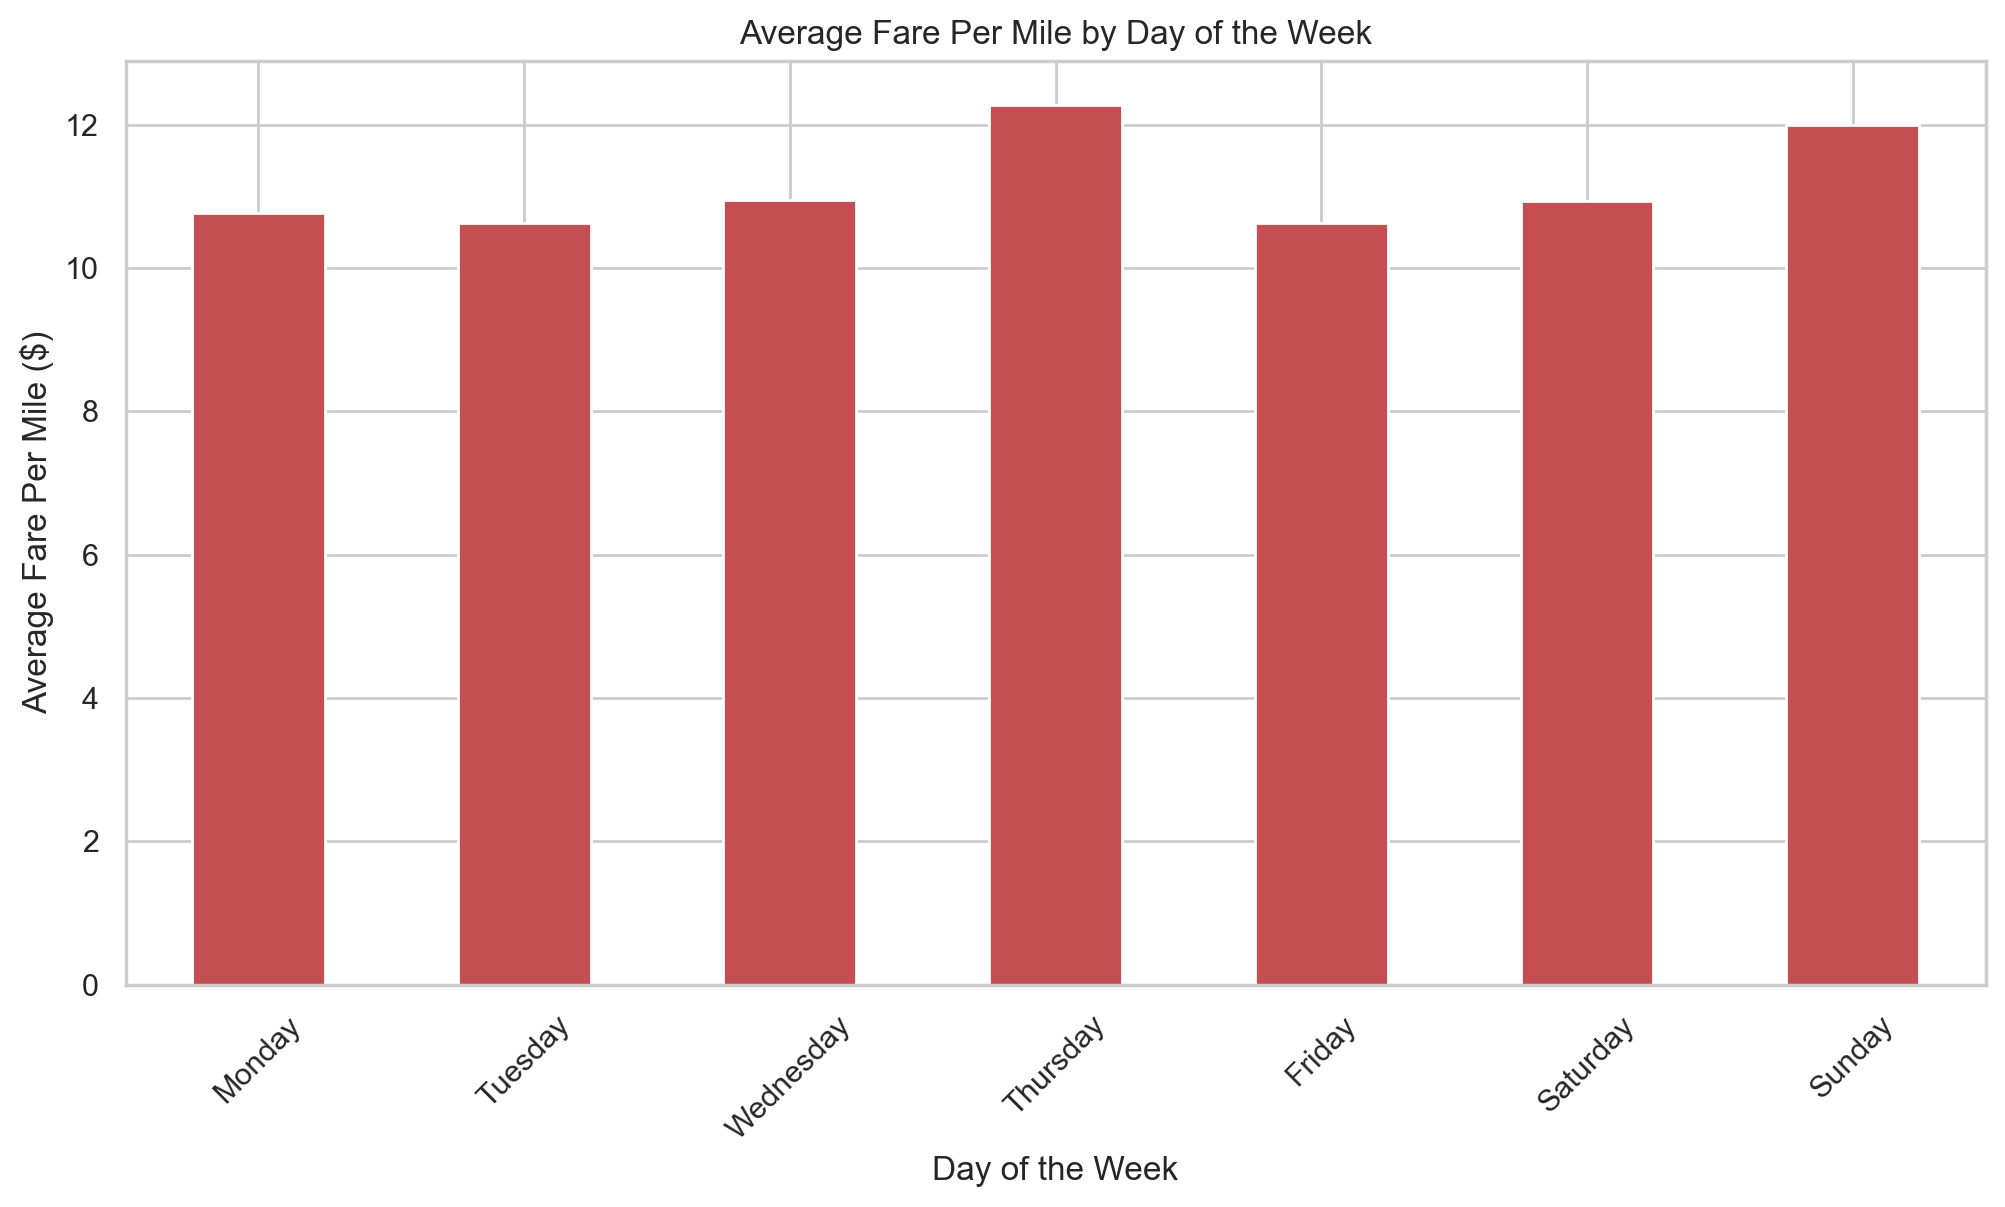 Average Fare Per Mile by Day of the Week
Average Fare Per Mile ($)
12
10
8
6
4
2
0
Monday
Tuesday
Wednesday
Thursday
Friday
Saturday
Sunday
Day of the Week